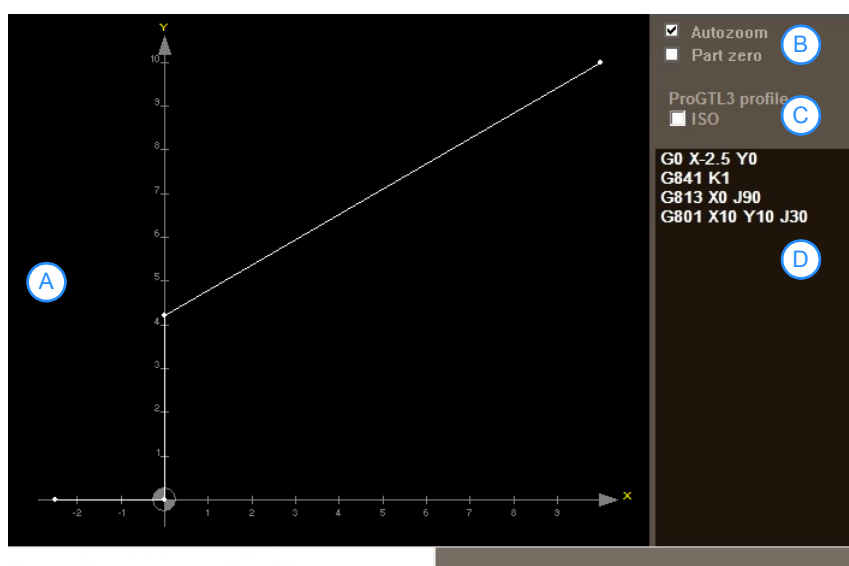 Y
10
9
8
7
6
5
4
3
2
1
-2 -1 1 2 3 4 5 6 7 8 9
X
A
Autozoom
Part zero
B
ProGTL3 profile
ISO
C
G0 X-2.5 Y0
G841 K1
G813 X0 J90
G801 X10 Y10 J30
D